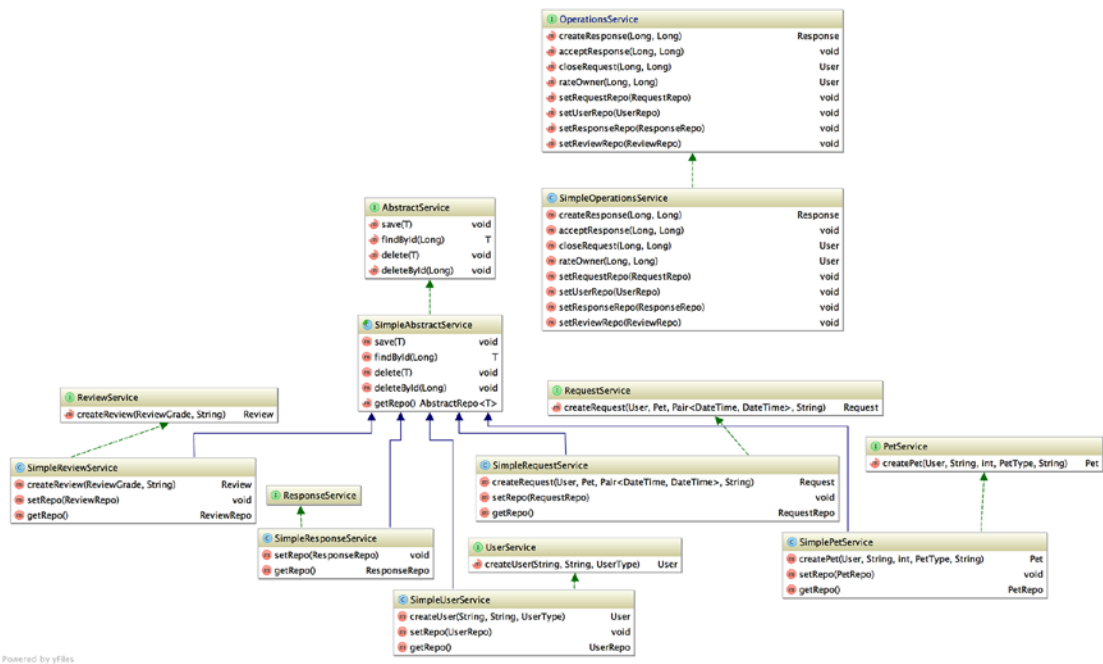 OperationsService
createResponse(Long, Long) Response
acceptResponse(Long, Long) void
closeRequest(Long, Long) User
rateOwner(Long, Long) User
setRequestRepo(RequestRepo) void
setUserRepo(UserRepo) void
setResponseRepo(ResponseRepo) void
setReviewRepo(ReviewRepo) void
SimpleOperationsService
createResponse(Long, Long) Response
acceptResponse(Long, Long) void
closeRequest(Long, Long) User
rateOwner(Long, Long) User
setRequestRepo(RequestRepo) void
setUserRepo(UserRepo) void
setResponseRepo(ResponseRepo) void
setReviewRepo(ReviewRepo) void
AbstractService
save(T) void
findById(Long) T
delete(T) void
deleteById(Long) void
SimpleAbstractService
save(T) void
findById(Long) T
delete(T) void
deleteById(Long) void
getRepo() AbstractRepo<T>
ReviewService
createReview(ReviewGrade, String) Review
RequestService
createRequest(User, Pet, Pair<DateTime, DateTime>, String) Request
PetService
createPet(User, String, int, PetType, String) Pet
SimpleReviewService
createReview(ReviewGrade, String) Review
setRepo(ReviewRepo) void
getRepo() ReviewRepo
SimpleRequestService
createRequest(User, Pet, Pair<DateTime, DateTime>, String) Request
setRepo(RequestRepo) void
getRepo() RequestRepo
ResponseService
SimpleResponseService
setRepo(ResponseRepo) void
getRepo() ResponseRepo
UserService
createUser(String, String, UserType) User
SimplePetService
createPet(User, String, int, PetType, String) Pet
setRepo(PetRepo) void
getRepo() PetRepo
SimpleUserService
createUser(String, String, UserType) User
setRepo(UserRepo) void
getRepo() UserRepo
Powered by yFiles